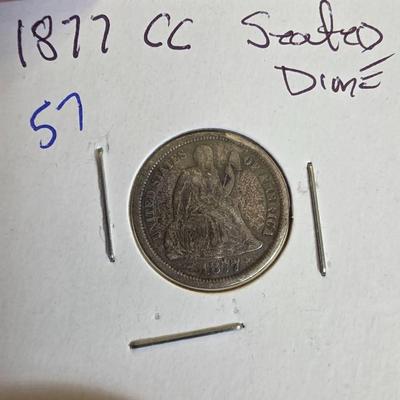 1877 CC Seated
Dime
57
UNITED STATES OF AMERICA
1877